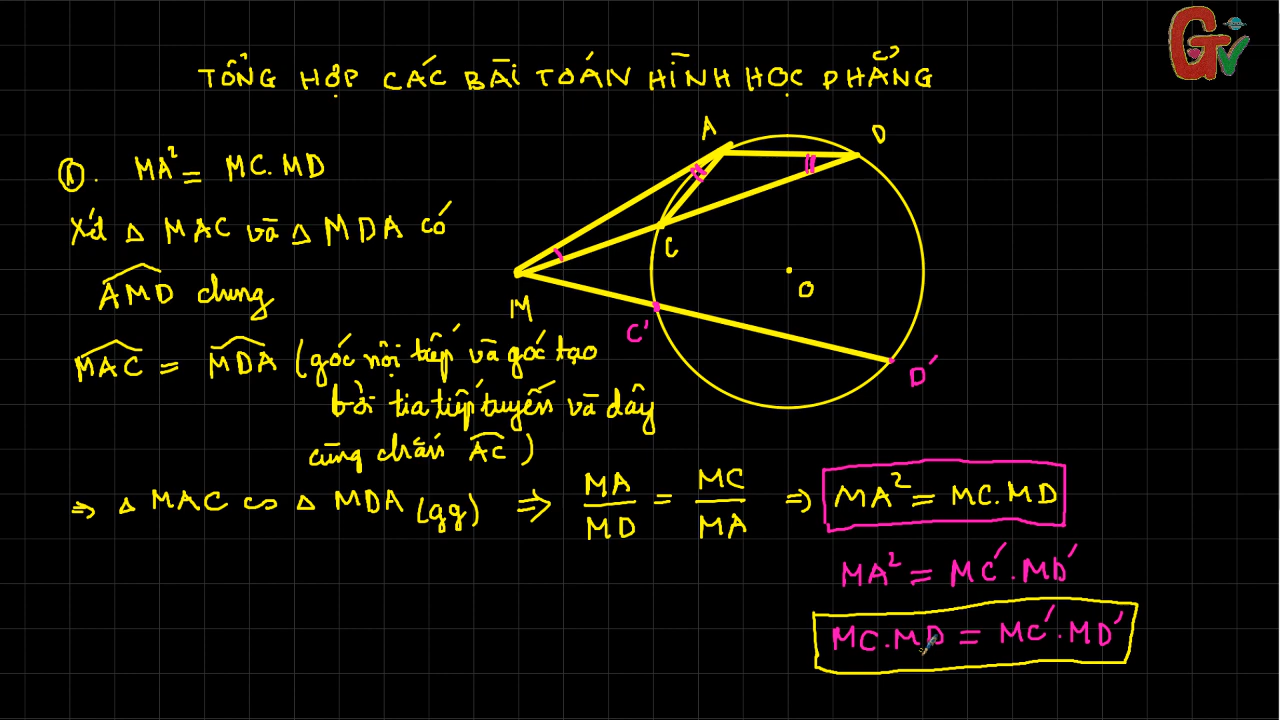 TỔNG HỢP CÁC BÀI TOÁN HÌNH HỌC PHẲNG
①. MA² = MC.MD
Xét Δ MAC và Δ MDA có
AMD chung
MAC = MDA (góc nội tiếp và góc tạo
bởi tia tiếp tuyến và dây
cùng chắn AC)
⇒ Δ MAC ∽ Δ MDA (gg) ⇒ MA/MD = MC/MA ⇒ MA² = MC.MD
MA² = MC'.MD'
MC.MD = MC'.MD'
A
D
C
O
M
C'
D'
GV